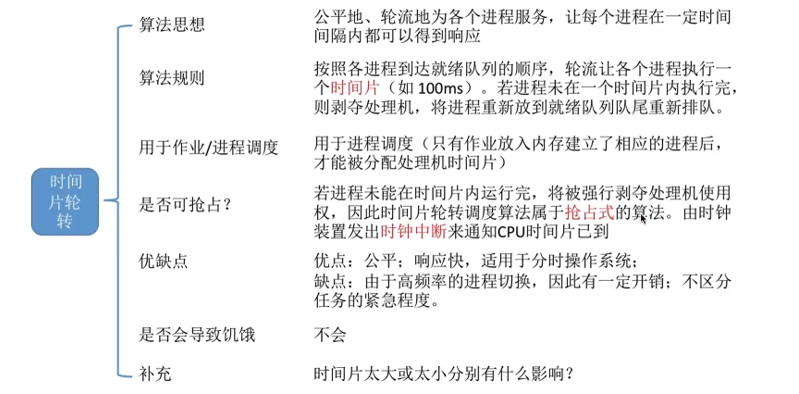 时间
片轮
转
算法思想
公平地、轮流地为各个进程服务，让每个进程在一定时间
间隔内都可以得到响应
算法规则
按照各进程到达就绪队列的顺序，轮流让各个进程执行一
个时间片（如 100ms）。若进程未在一个时间片内执行完，
则剥夺处理机，将进程重新放到就绪队列队尾重新排队。
用于作业/进程调度
用于进程调度（只有作业放入内存建立了相应的进程后，
才能被分配处理机时间片）
是否可抢占？
若进程未能在时间片内运行完，将被强行剥夺处理机使用
权，因此时间片轮转调度算法属于抢占式的算法。由时钟
装置发出时钟中断来通知CPU时间片已到
优缺点
优点：公平；响应快，适用于分时操作系统；
缺点：由于高频率的进程切换，因此有一定开销；不区分
任务的紧急程度。
是否会导致饥饿
不会
补充
时间片太大或太小分别有什么影响？